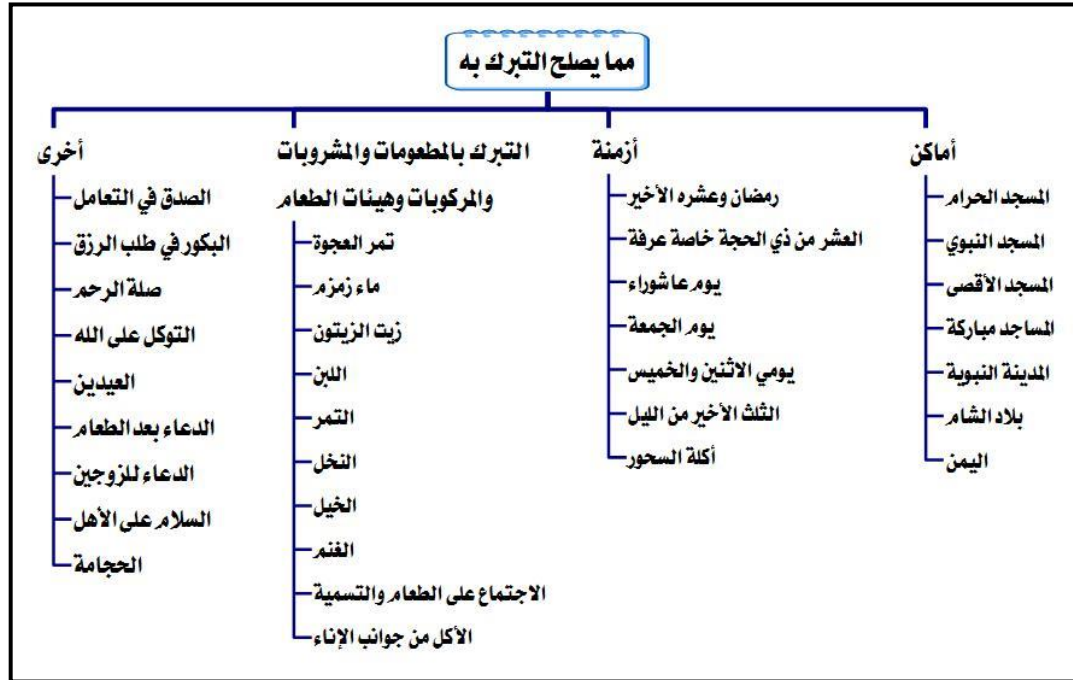 مما يصلح التبرك به
أماكن
المسجد الحرام
المسجد النبوي
المسجد الأقصى
المساجد مباركة
المدينة النبوية
بلاد الشام
اليمن
أزمنة
رمضان وعشره الأخير
العشر من ذي الحجة خاصة عرفة
يوم عاشوراء
يوم الجمعة
يومي الاثنين والخميس
الثلث الأخير من الليل
أكلة السحور
التبرك بالمطعومات والمشروبات
والمركوبات وهيئات الطعام
تمر العجوة
ماء زمزم
زيت الزيتون
اللبن
التمر
النخل
الخيل
الغنم
الاجتماع على الطعام والتسمية
الأكل من جوانب الإناء
أخرى
الصدق في التعامل
البكور في طلب الرزق
صلة الرحم
التوكل على الله
العيدين
الدعاء بعد الطعام
الدعاء للزوجين
السلام على الأهل
الحجامة